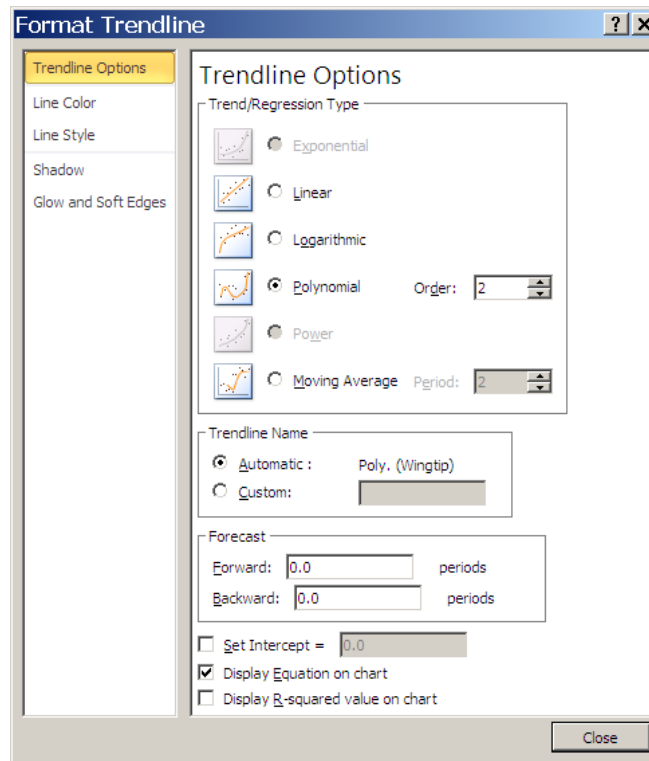 Format Trendline
?
Trendline Options
Line Color
Line Style
Shadow
Glow and Soft Edges
Trendline Options
Trend/Regression Type
Exponential
Linear
Logarithmic
Polynomial Order: 2
Power
Moving Average Period: 2
Trendline Name
Automatic : Poly. (Wingtip)
Custom:
Forecast
Forward: 0.0 periods
Backward: 0.0 periods
Set Intercept = 0.0
Display Equation on chart
Display R-squared value on chart
Close